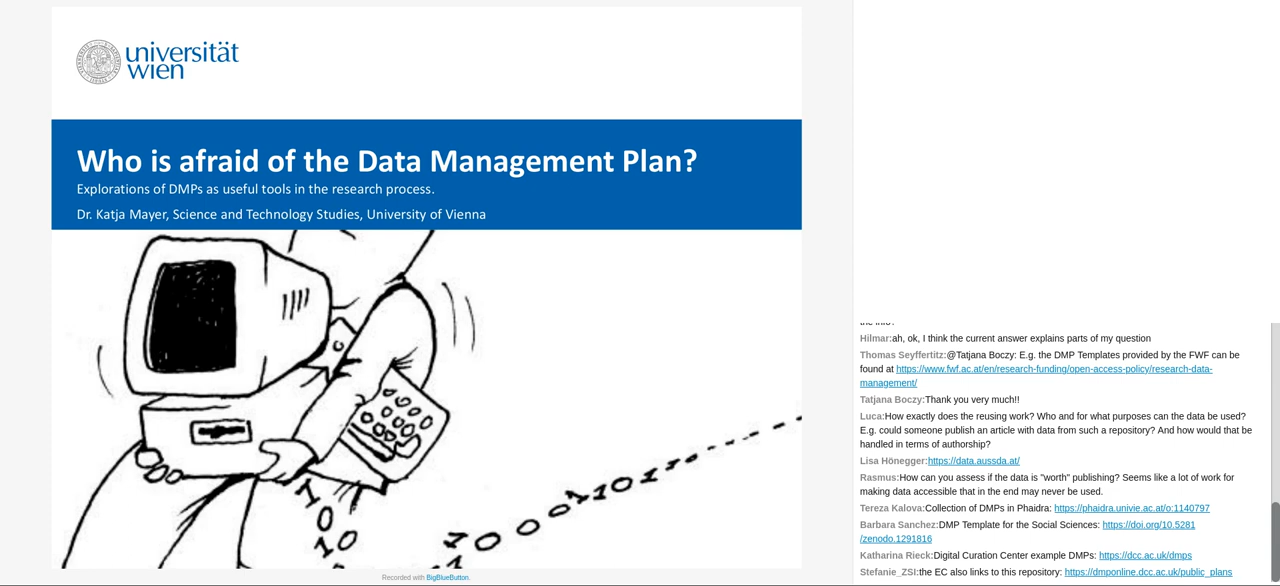 universität
wien
Who is afraid of the Data Management Plan?
Explorations of DMPs as useful tools in the research process.
Dr. Katja Mayer, Science and Technology Studies, University of Vienna
1
0
10
1010101
Recorded with BigBlueButton.
the info?
Hilmar:ah, ok, I think the current answer explains parts of my question
Thomas Seyffertitz:@Tatjana Boczy: E.g. the DMP Templates provided by the FWF can be
found at https://www.fwf.ac.at/en/research-funding/open-access-policy/research-data-
management/
Tatjana Boczy:Thank you very much!!
Luca:How exactly does the reusing work? Who and for what purposes can the data be used?
E.g. could someone publish an article with data from such a repository? And how would that be
handled in terms of authorship?
Lisa Hönegger:https://data.aussda.at/
Rasmus:How can you assess if the data is "worth" publishing? Seems like a lot of work for
making data accessible that in the end may never be used.
Tereza Kalova:Collection of DMPs in Phaidra: https://phaidra.univie.ac.at/o:1140797
Barbara Sanchez:DMP Template for the Social Sciences: https://doi.org/10.5281
/zenodo.1291816
Katharina Rieck:Digital Curation Center example DMPs: https://dcc.ac.uk/dmps
Stefanie_ZSI:the EC also links to this repository: https://dmponline.dcc.ac.uk/public_plans